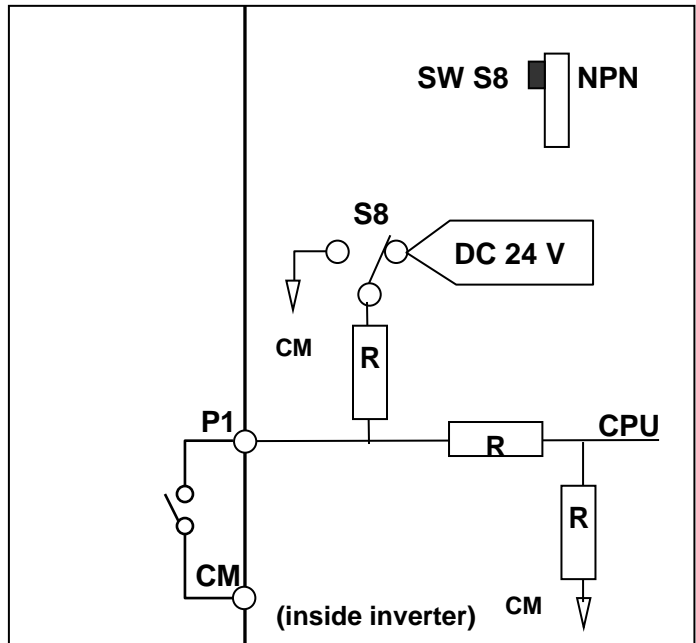 SW S8 NPN
S8
DC 24 V
CM
R
P1
R
CPU
R
CM
(inside inverter)
CM